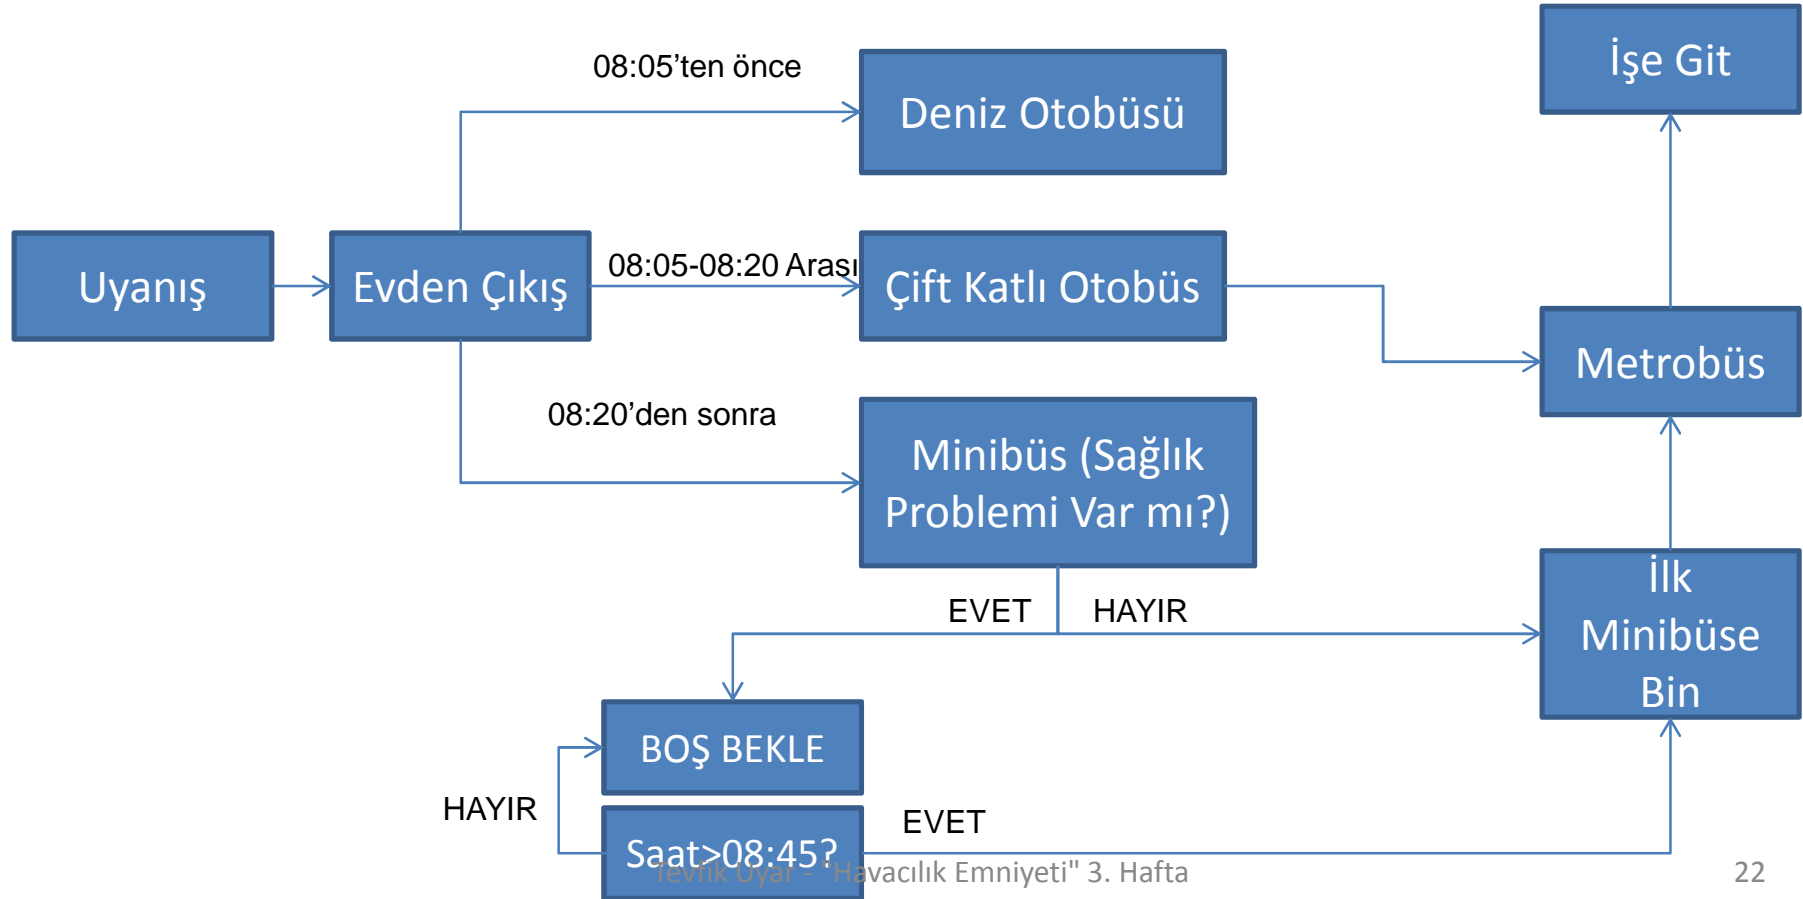 08:05’ten önce
Deniz Otobüsü
İşe Git
Uyanış
Evden Çıkış
08:05-08:20 Arası
Çift Katlı Otobüs
Metrobüs
08:20’den sonra
Minibüs (Sağlık
Problemi Var mı?)
EVET
HAYIR
İlk
Minibüse
Bin
BOŞ BEKLE
HAYIR
Saat>08:45?
EVET
Tevfik Uyar - "Havacılık Emniyeti" 3. Hafta
22